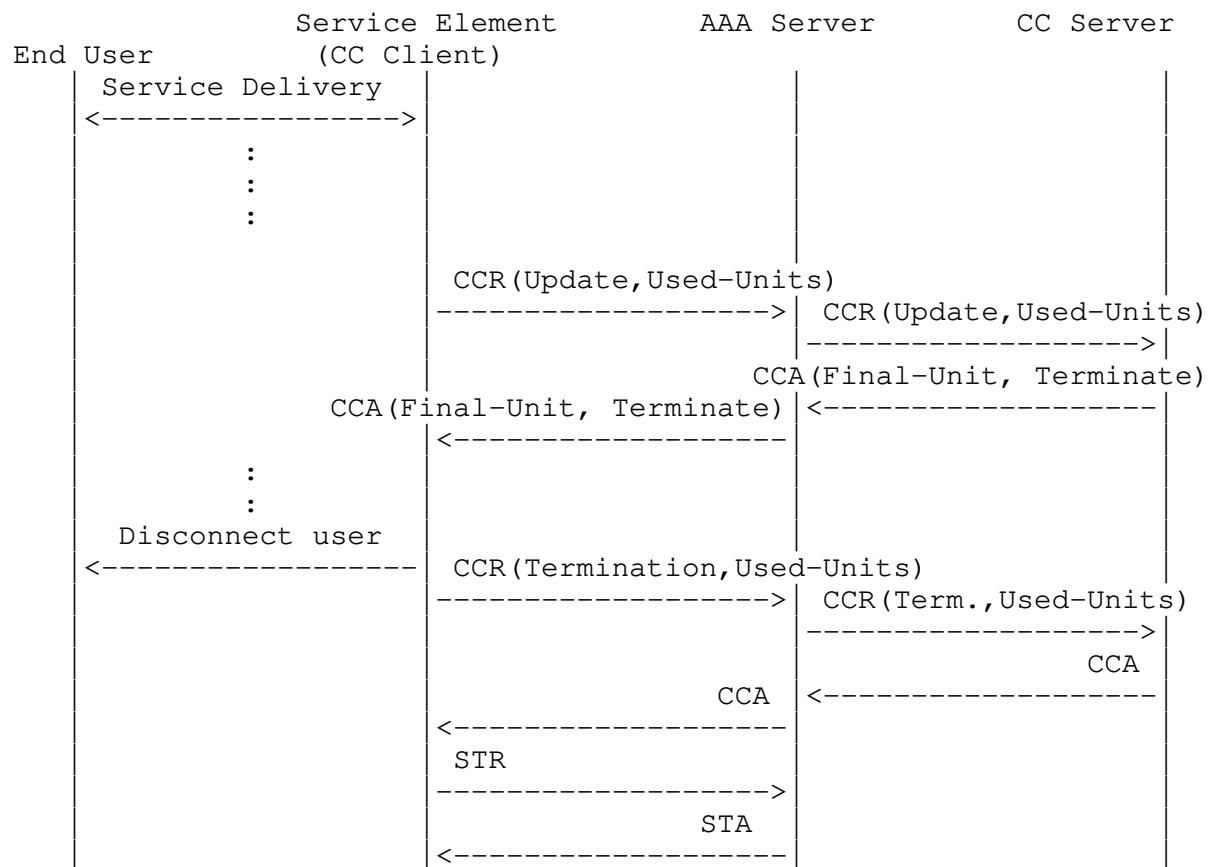 Service Element AAA Server CC Server
End User (CC Client)
Service Delivery
:
:
:
CCR(Update,Used-Units)
CCR(Update,Used-Units)
CCA(Final-Unit, Terminate)
CCA(Final-Unit, Terminate)
:
:
Disconnect user
CCR(Termination,Used-Units)
CCR(Term.,Used-Units)
CCA
CCA
STR
STA